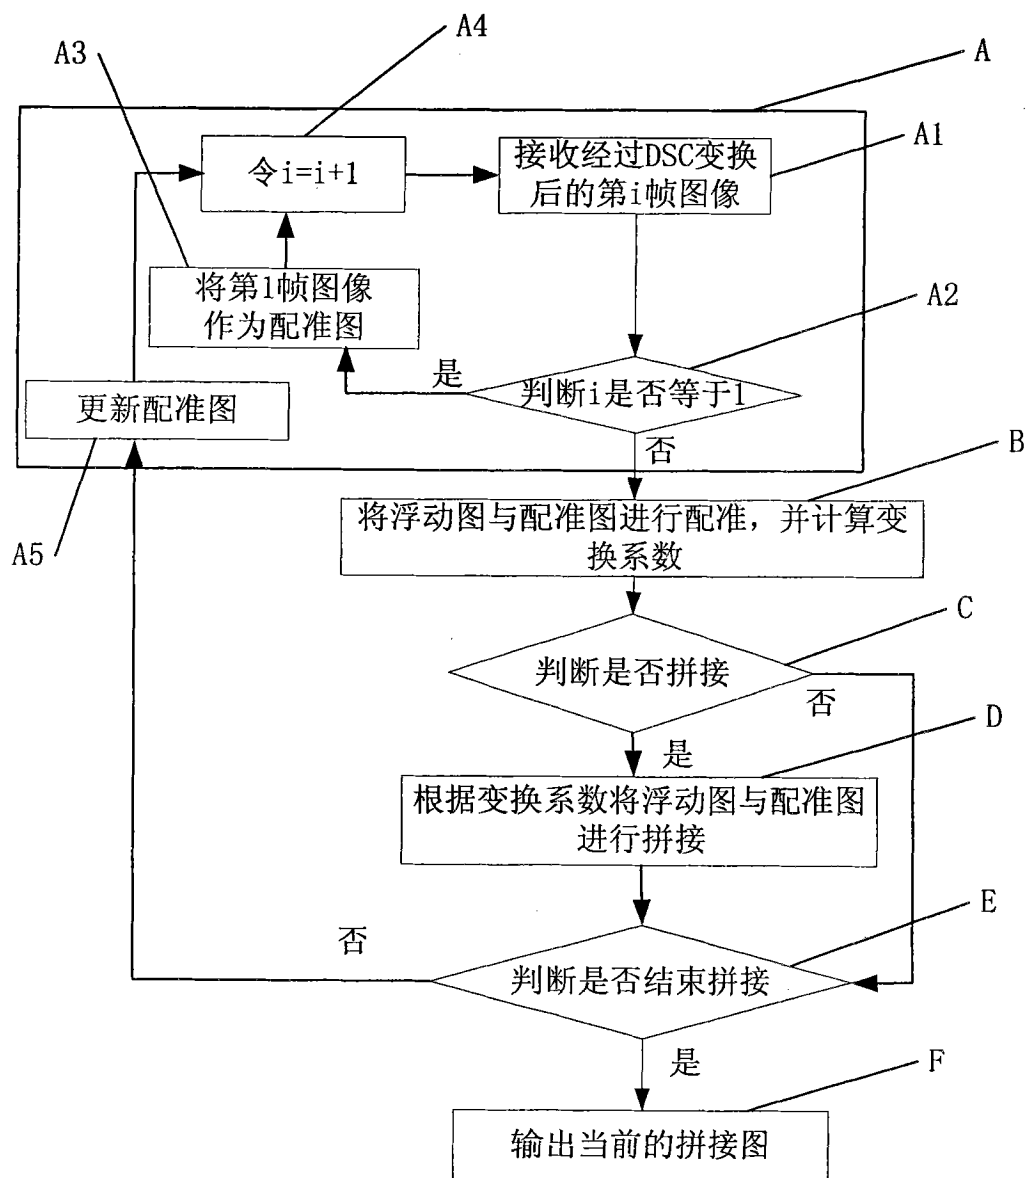 A4
A3
A
A1
令i=i+1
接收经过DSC变换
后的第i帧图像
将第1帧图像
作为配准图
A2
是
判断i是否等于1
更新配准图
否
B
将浮动图与配准图进行配准，并计算变
换系数
A5
C
判断是否拼接
否
D
是
根据变换系数将浮动图与配准图
进行拼接
E
否
判断是否结束拼接
是
F
输出当前的拼接图